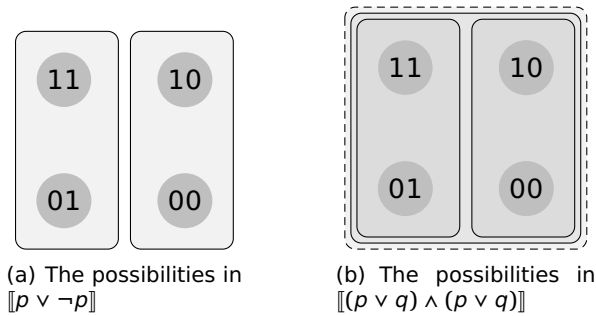 11 10
01 00
(a) The possibilities in
⟦p ∨ ¬p⟧
11 10
01 00
(b) The possibilities in
⟦(p ∨ q) ∧ (p ∨ q)⟧